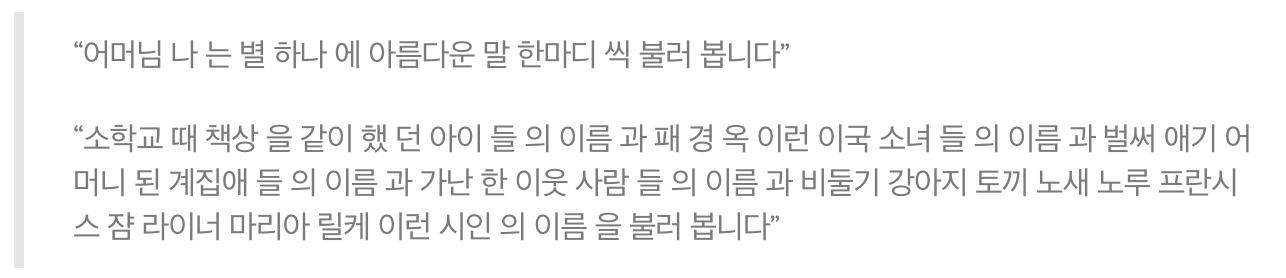 “어머님 나 는 별 하나 에 아름다운 말 한마디 씩 불러 봅니다”
“소학교 때 책상 을 같이 했 던 아이 들 의 이름 과 패 경 옥 이런 이국 소녀 들 의 이름 과 벌써 애기 어
머니 된 계집애 들 의 이름 과 가난 한 이웃 사람 들 의 이름 과 비둘기 강아지 토끼 노새 노루 프란시
스 쟘 라이너 마리아 릴케 이런 시인 의 이름 을 불러 봅니다”